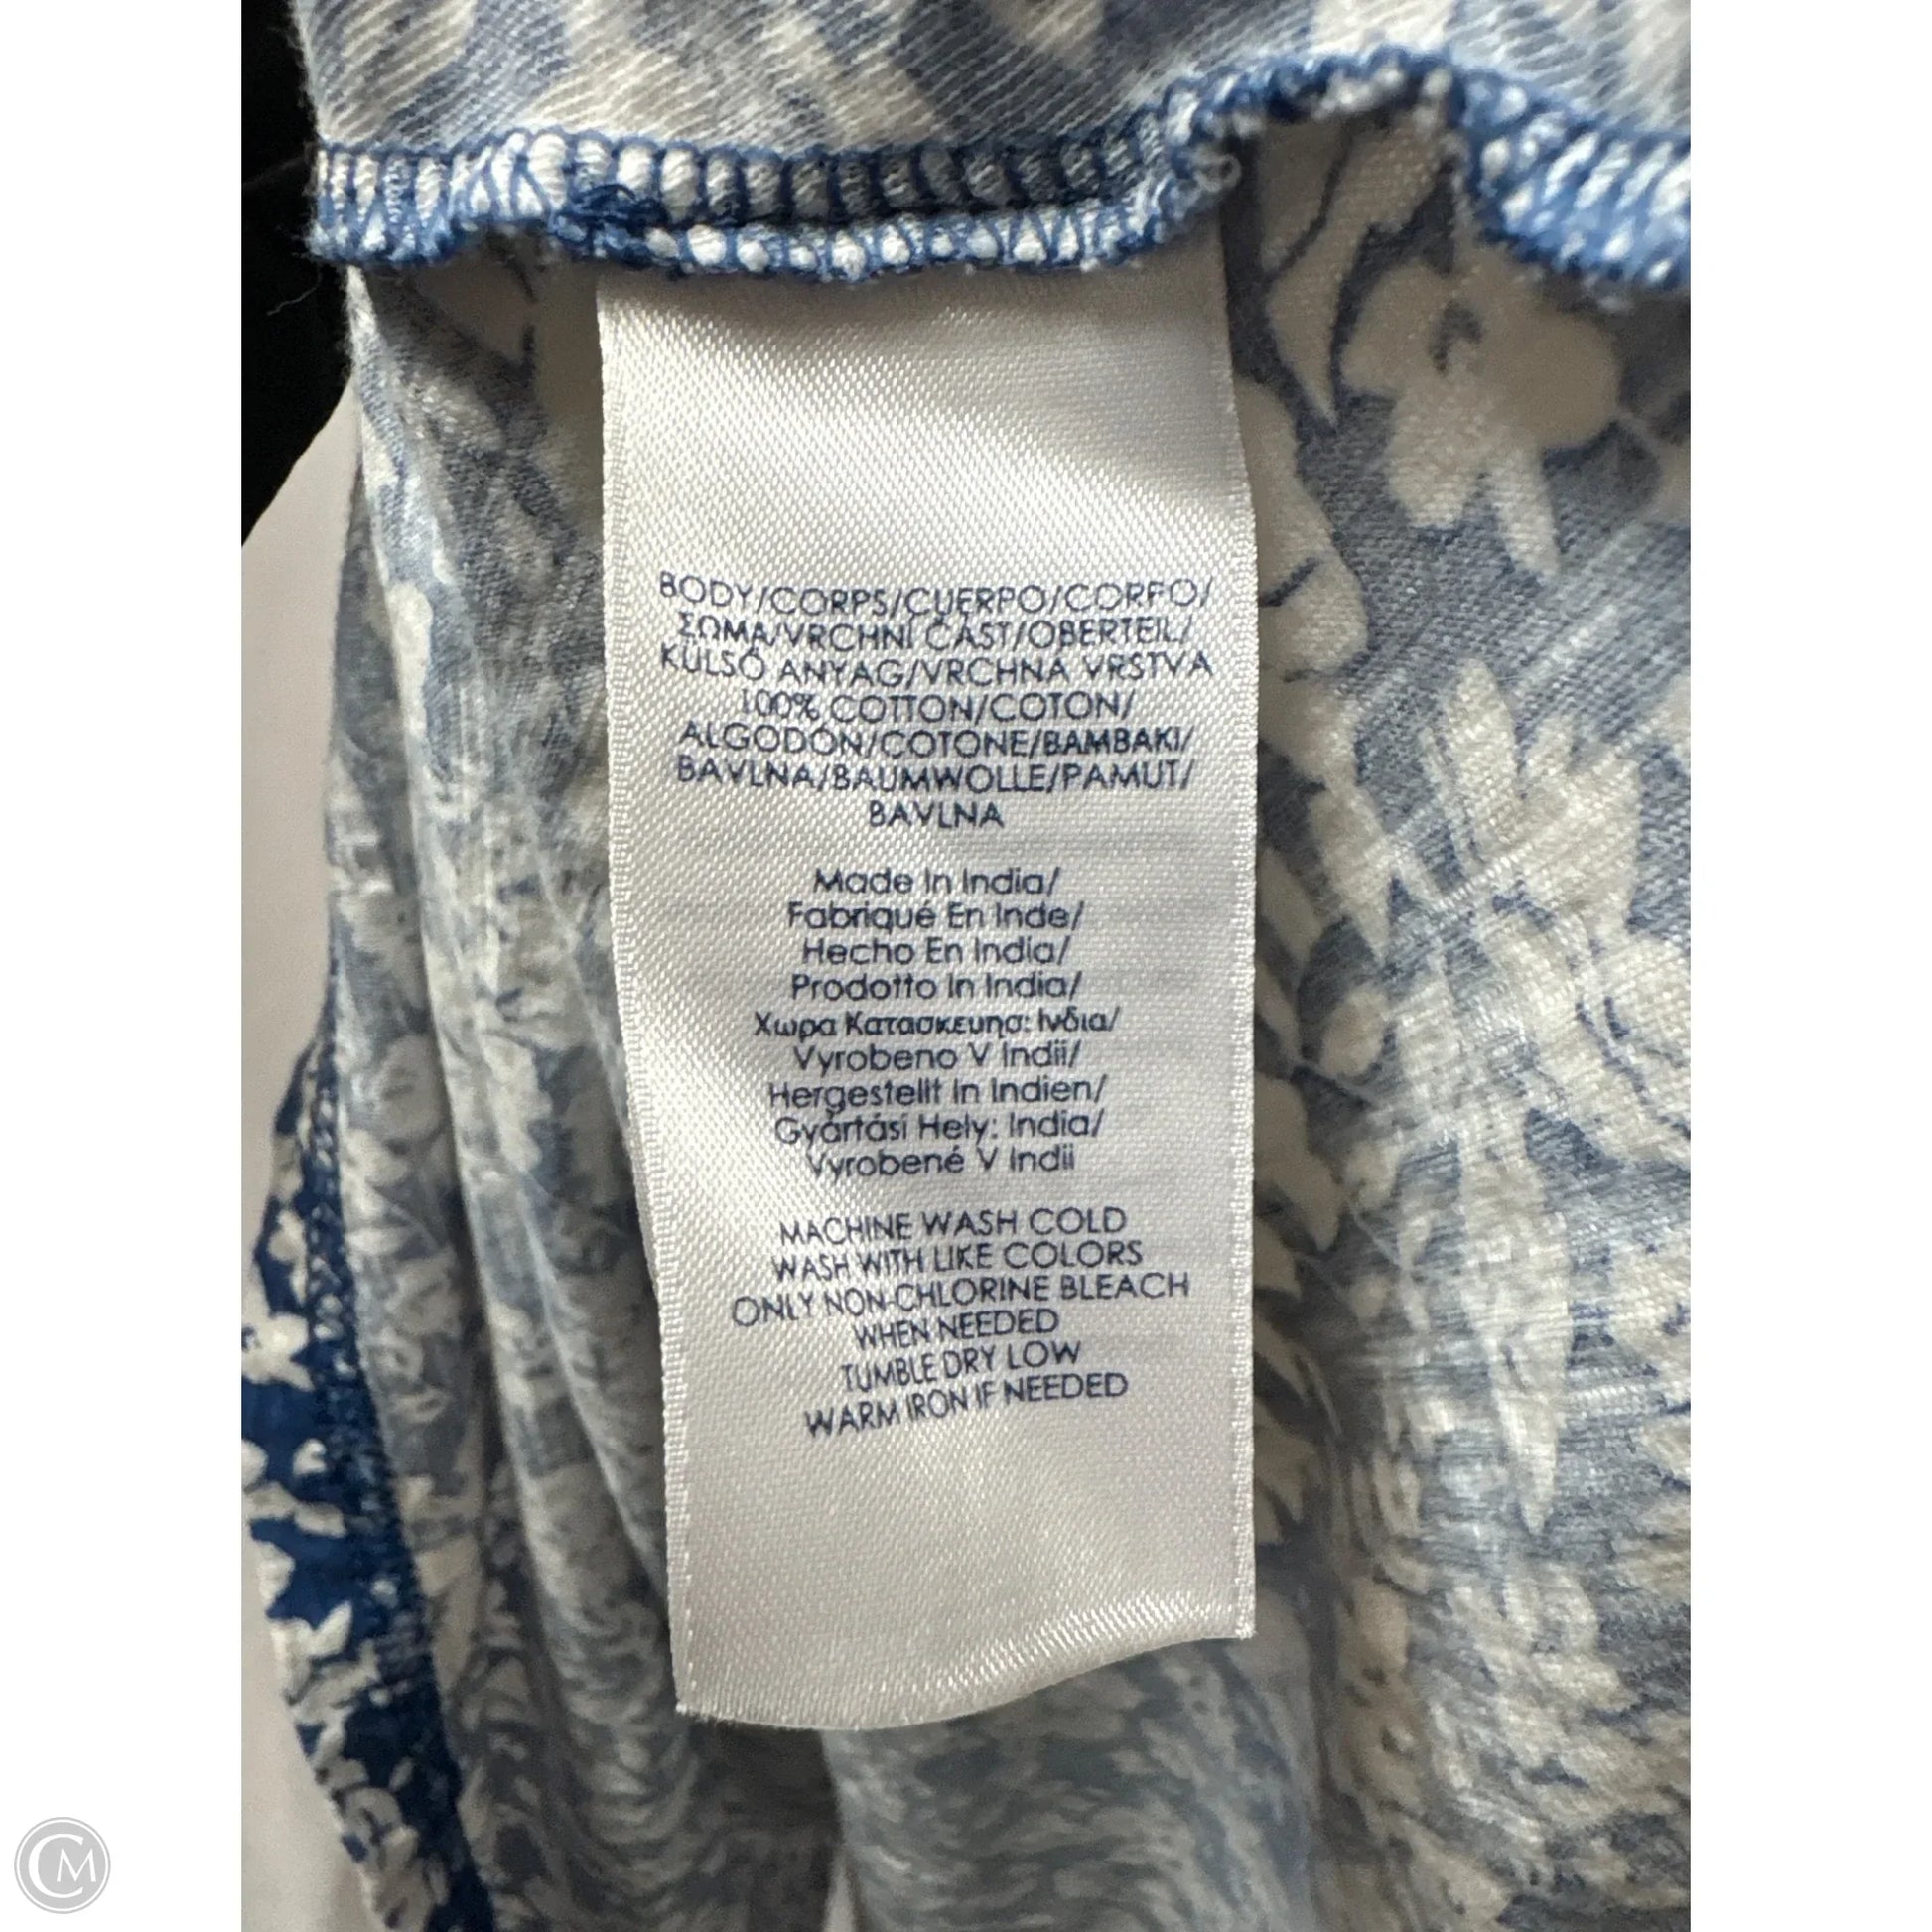 BODY/CORPS/CUERPO/CORPO/
ΣΩΜΑ/VRCHNÍ ČÁST/OBERTEIL/
KÜLSŐ ANYAG/VRCHNA VRSTVA
100% COTTON/COTON/
ALGODÓN/COTONE/BAMBAKI/
BAVLNA/BAUMWOLLE/PAMUT/
BAVLNA
Made In India/
Fabriqué En Inde/
Hecho En India/
Prodotto In India/
Χωρα Κατασκευησ: Ινδια/
Vyrobeno V Indii/
Hergestellt In Indien/
Gyártási Hely: India/
Vyrobené V Indii
MACHINE WASH COLD
WASH WITH LIKE COLORS
ONLY NON-CHLORINE BLEACH
WHEN NEEDED
TUMBLE DRY LOW
WARM IRON IF NEEDED
CM